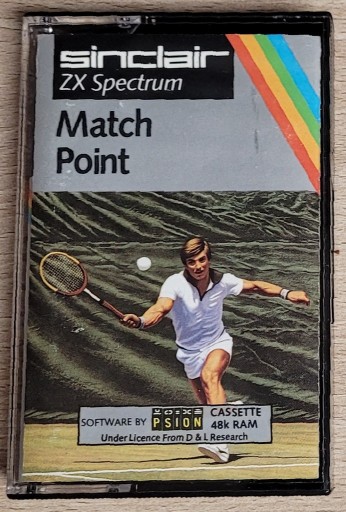 sinclair
ZX Spectrum
Match
Point
SOFTWARE BY PSION CASSETTE
48k RAM
Under Licence From D & L Research